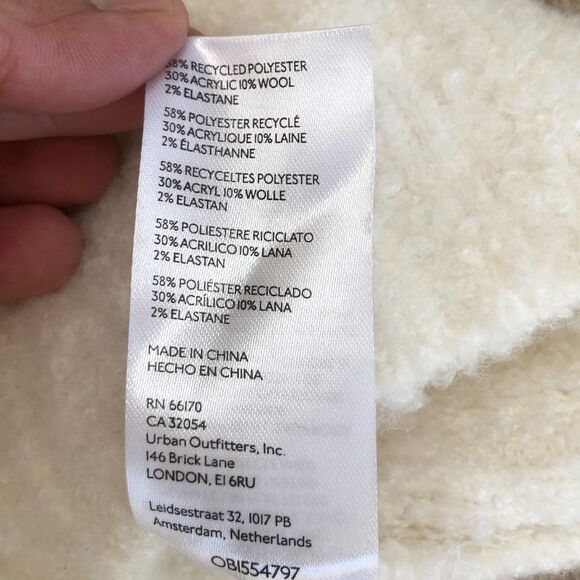 58% RECYCLED POLYESTER
30% ACRYLIC 10% WOOL
2% ELASTANE
58% POLYESTER RECYCLÉ
30% ACRYLIQUE 10% LAINE
2% ÉLASTHANNE
58% RECYCELTES POLYESTER
30% ACRYL 10% WOLLE
2% ELASTAN
58% POLIESTERE RICICLATO
30% ACRILICO 10% LANA
2% ELASTAN
58% POLIÉSTER RECICLADO
30% ACRÍLICO 10% LANA
2% ELASTANE
MADE IN CHINA
HECHO EN CHINA
RN 66170
CA 32054
Urban Outfitters, Inc.
146 Brick Lane
LONDON, E1 6RU
Leidsestraat 32, 1017 PB
Amsterdam, Netherlands
OB1554797